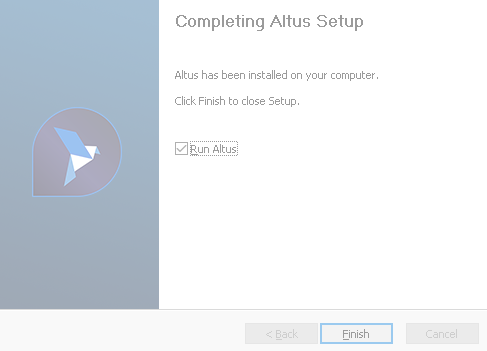 Completing Altus Setup
Altus has been installed on your computer.
Click Finish to close Setup.
Run Altus
< Back
Finish
Cancel